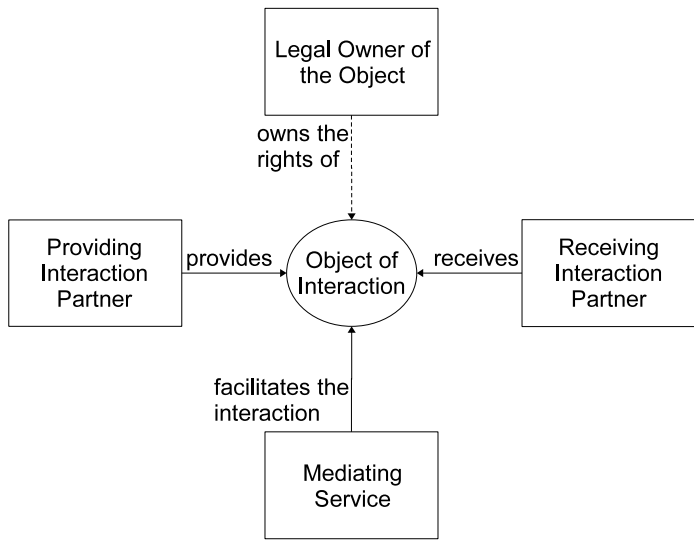 Legal Owner of
the Object
owns the
rights of
Providing
Interaction
Partner
provides
Object of
Interaction
receives
Receiving
Interaction
Partner
facilitates the
interaction
Mediating
Service